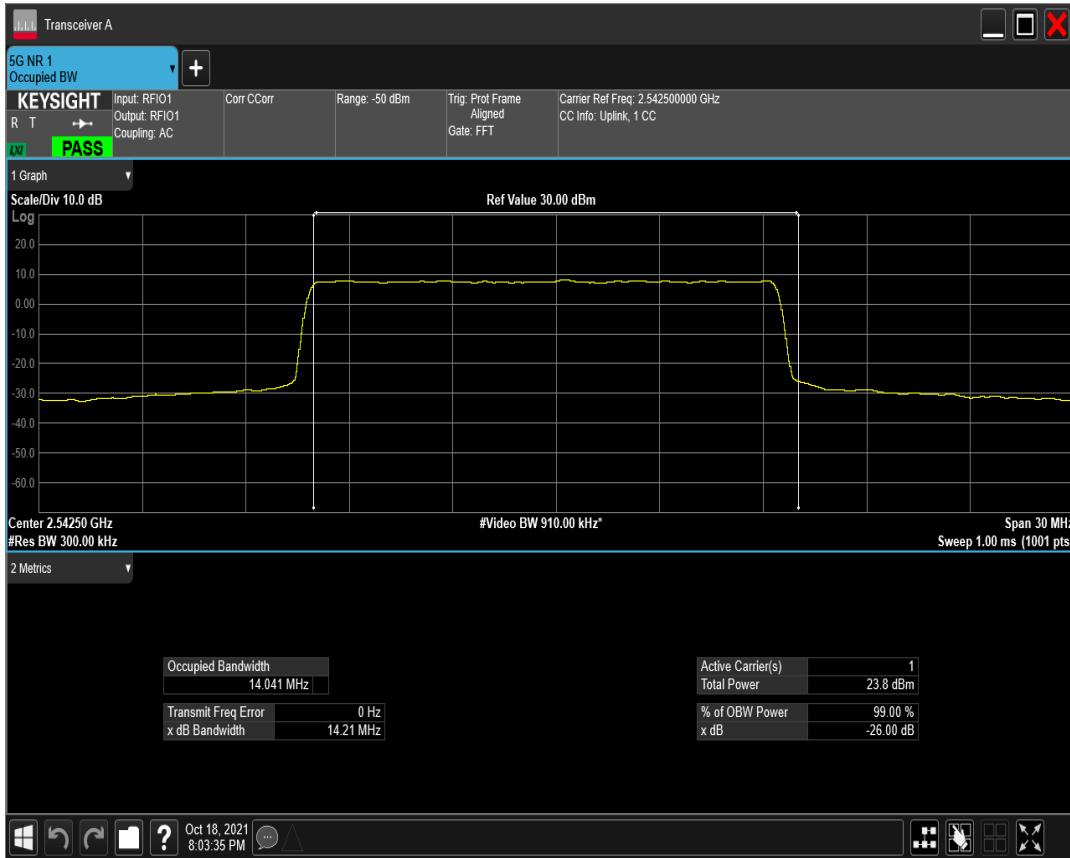 Transceiver A
5G NR 1
Occupied BW
KEYSIGHT
R T
LXI
PASS
Input: RFIO1
Output: RFIO1
Coupling: AC
Corr CCorr
Range: -50 dBm
Trig: Prot Frame
Aligned
Gate: FFT
Carrier Ref Freq: 2.542500000 GHz
CC Info: Uplink, 1 CC
1 Graph
Scale/Div 10.0 dB
Ref Value 30.00 dBm
Log
20.0
10.0
0.00
-10.0
-20.0
-30.0
-40.0
-50.0
-60.0
Center 2.54250 GHz
#Video BW 910.00 kHz*
Span 30 MHz
#Res BW 300.00 kHz
Sweep 1.00 ms (1001 pts
2 Metrics
Occupied Bandwidth
14.041 MHz
Transmit Freq Error 0 Hz
x dB Bandwidth 14.21 MHz
Active Carrier(s) 1
Total Power 23.8 dBm
% of OBW Power 99.00 %
x dB -26.00 dB
Oct 18, 2021
8:03:35 PM